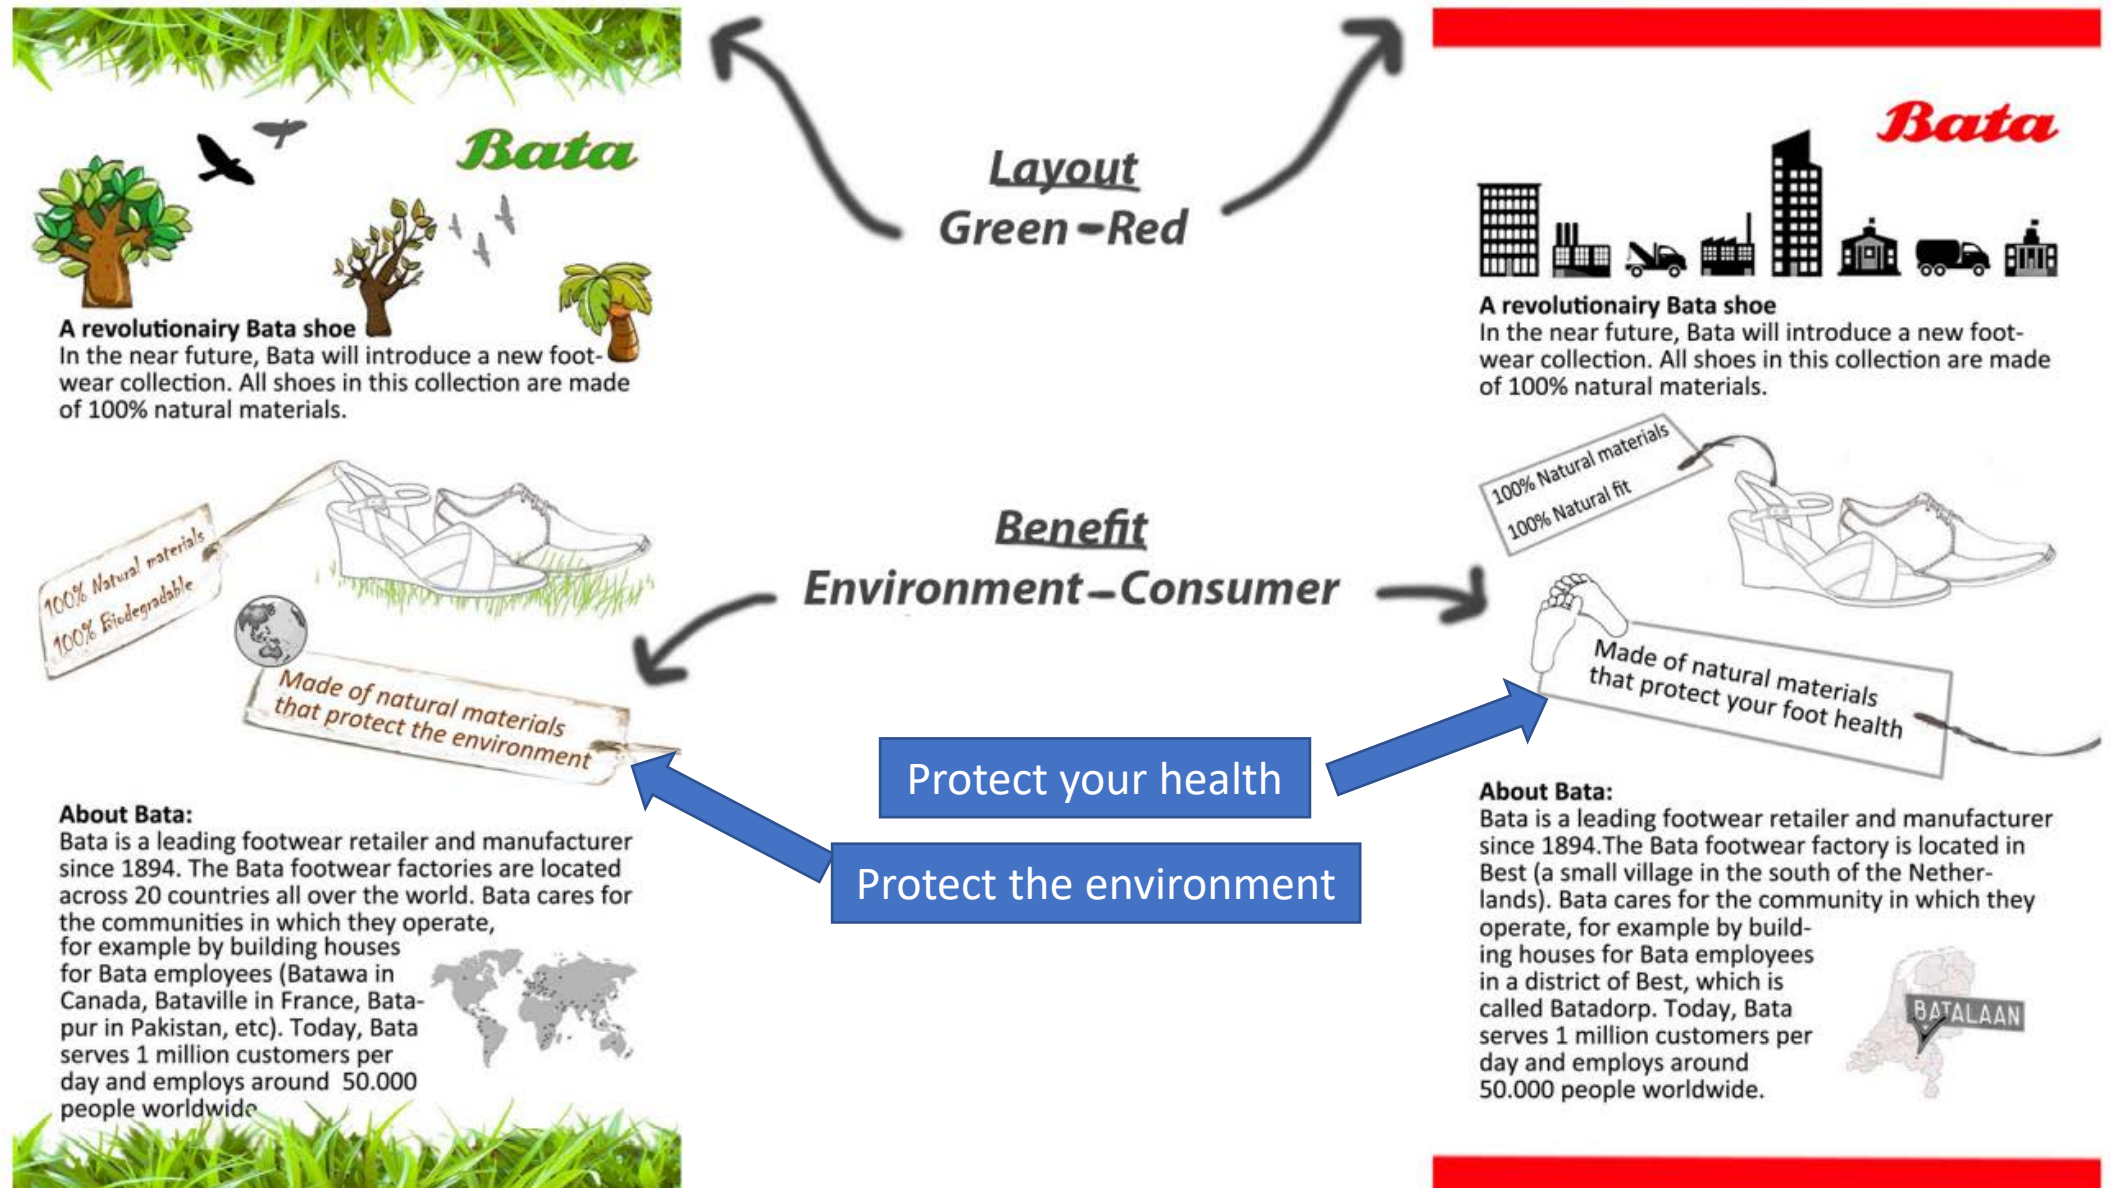 Bata
A revolutionairy Bata shoe
In the near future, Bata will introduce a new foot-
wear collection. All shoes in this collection are made
of 100% natural materials.
100% Natural materials
100% Biodegradable
Made of natural materials
that protect the environment
About Bata:
Bata is a leading footwear retailer and manufacturer
since 1894. The Bata footwear factories are located
across 20 countries all over the world. Bata cares for
the communities in which they operate,
for example by building houses
for Bata employees (Batawa in
Canada, Bataville in France, Bata-
pur in Pakistan, etc). Today, Bata
serves 1 million customers per
day and employs around 50.000
people worldwide
Layout
Green – Red
Benefit
Environment – Consumer
Protect your health
Protect the environment
Bata
A revolutionairy Bata shoe
In the near future, Bata will introduce a new foot-
wear collection. All shoes in this collection are made
of 100% natural materials.
100% Natural materials
100% Natural fit
Made of natural materials
that protect your foot health
About Bata:
Bata is a leading footwear retailer and manufacturer
since 1894.The Bata footwear factory is located in
Best (a small village in the south of the Nether-
lands). Bata cares for the community in which they
operate, for example by build-
ing houses for Bata employees
in a district of Best, which is
called Batadorp. Today, Bata
serves 1 million customers per
day and employs around
50.000 people worldwide.
BATALAAN